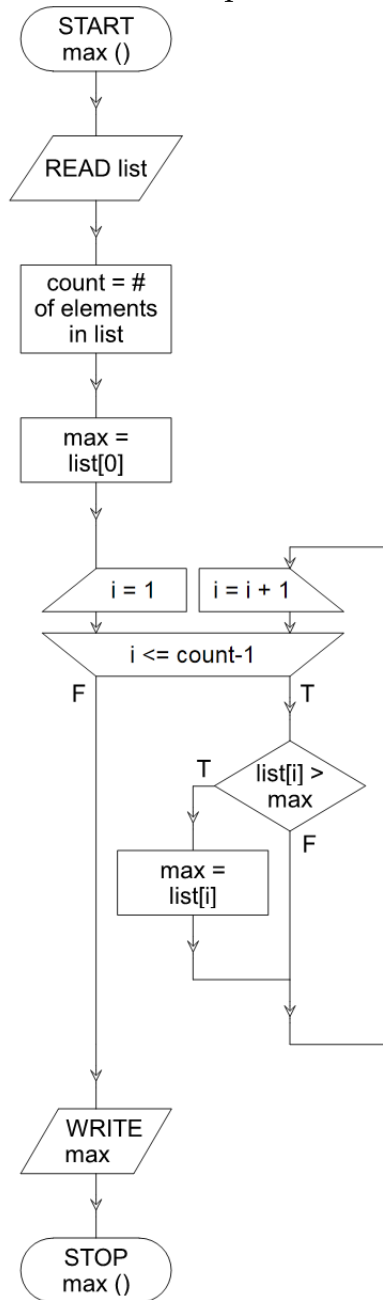 START
max ()
READ list
count = #
of elements
in list
max =
list[0]
i = 1
i = i + 1
i <= count-1
F
T
T
list[i] >
max
F
max =
list[i]
WRITE
max
STOP
max ()